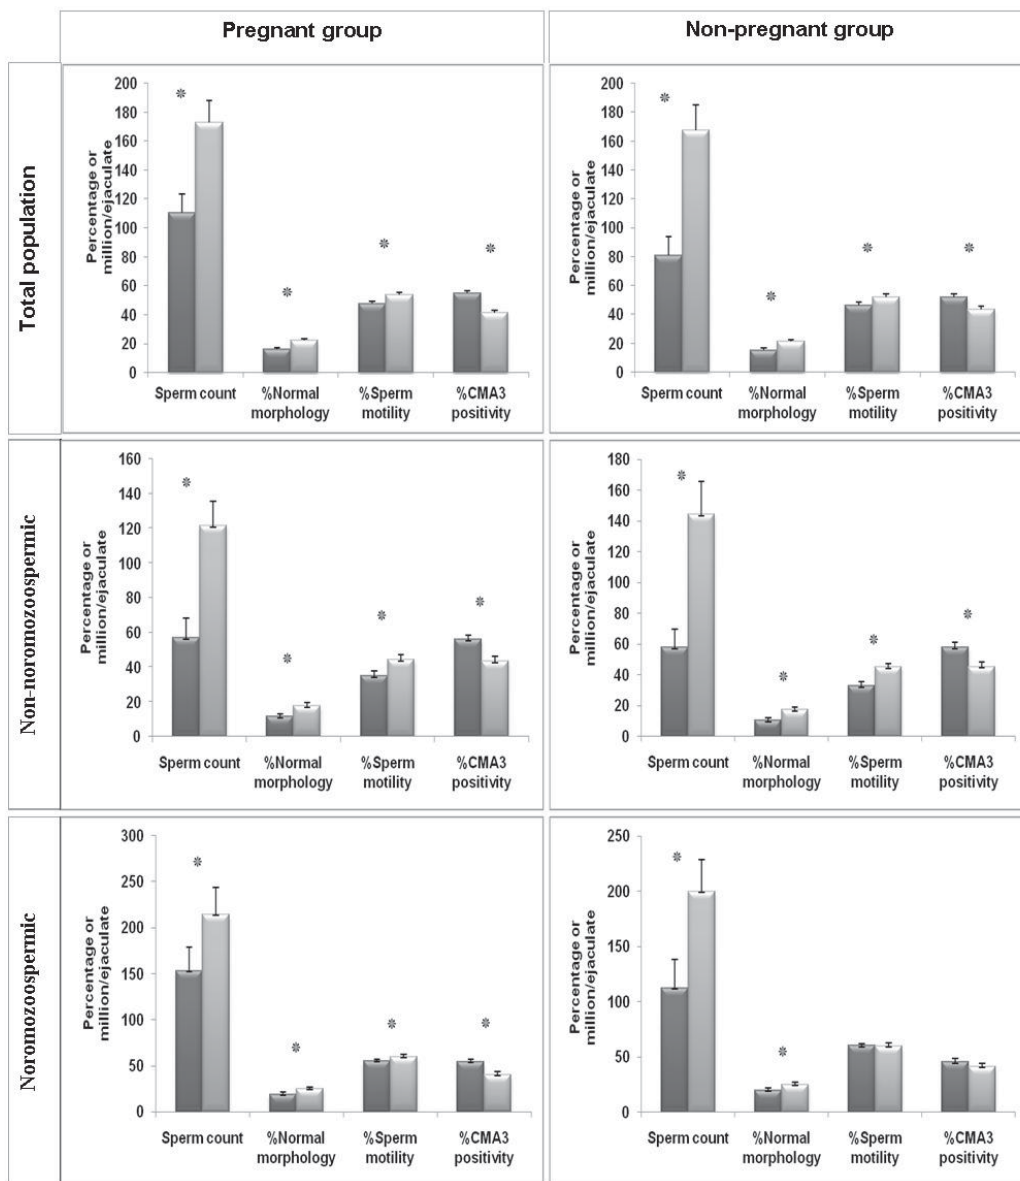 Pregnant group
Non-pregnant group
Total population
Percentage or
million/ejaculate
200
180
160
140
120
100
80
60
40
20
0
*
*
*
*
Sperm count
%Normal
morphology
%Sperm
motility
%CMA3
positivity
Percentage or
million/ejaculate
200
180
160
140
120
100
80
60
40
20
0
*
*
*
*
Sperm count
%Normal
morphology
%Sperm
motility
%CMA3
positivity
Non-noromozoospermic
Percentage or
million/ejaculate
160
140
120
100
80
60
40
20
0
*
*
*
*
Sperm count
%Normal
morphology
%Sperm
motility
%CMA3
positivity
Percentage or
million/ejaculate
180
160
140
120
100
80
60
40
20
0
*
*
*
*
Sperm count
%Normal
morphology
%Sperm
motility
%CMA3
positivity
Noromozoospermic
Percentage or
million/ejaculate
300
250
200
150
100
50
0
*
*
*
*
Sperm count
%Normal
morphology
%Sperm
motility
%CMA3
positivity
Percentage or
million/ejaculate
250
200
150
100
50
0
*
*
Sperm count
%Normal
morphology
%Sperm
motility
%CMA3
positivity